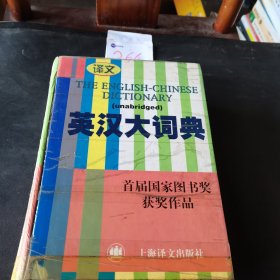 译文
THE ENGLISH-CHINESE
DICTIONARY
(unabridged)
英汉大词典
首届国家图书奖
获奖作品
上海译文出版社